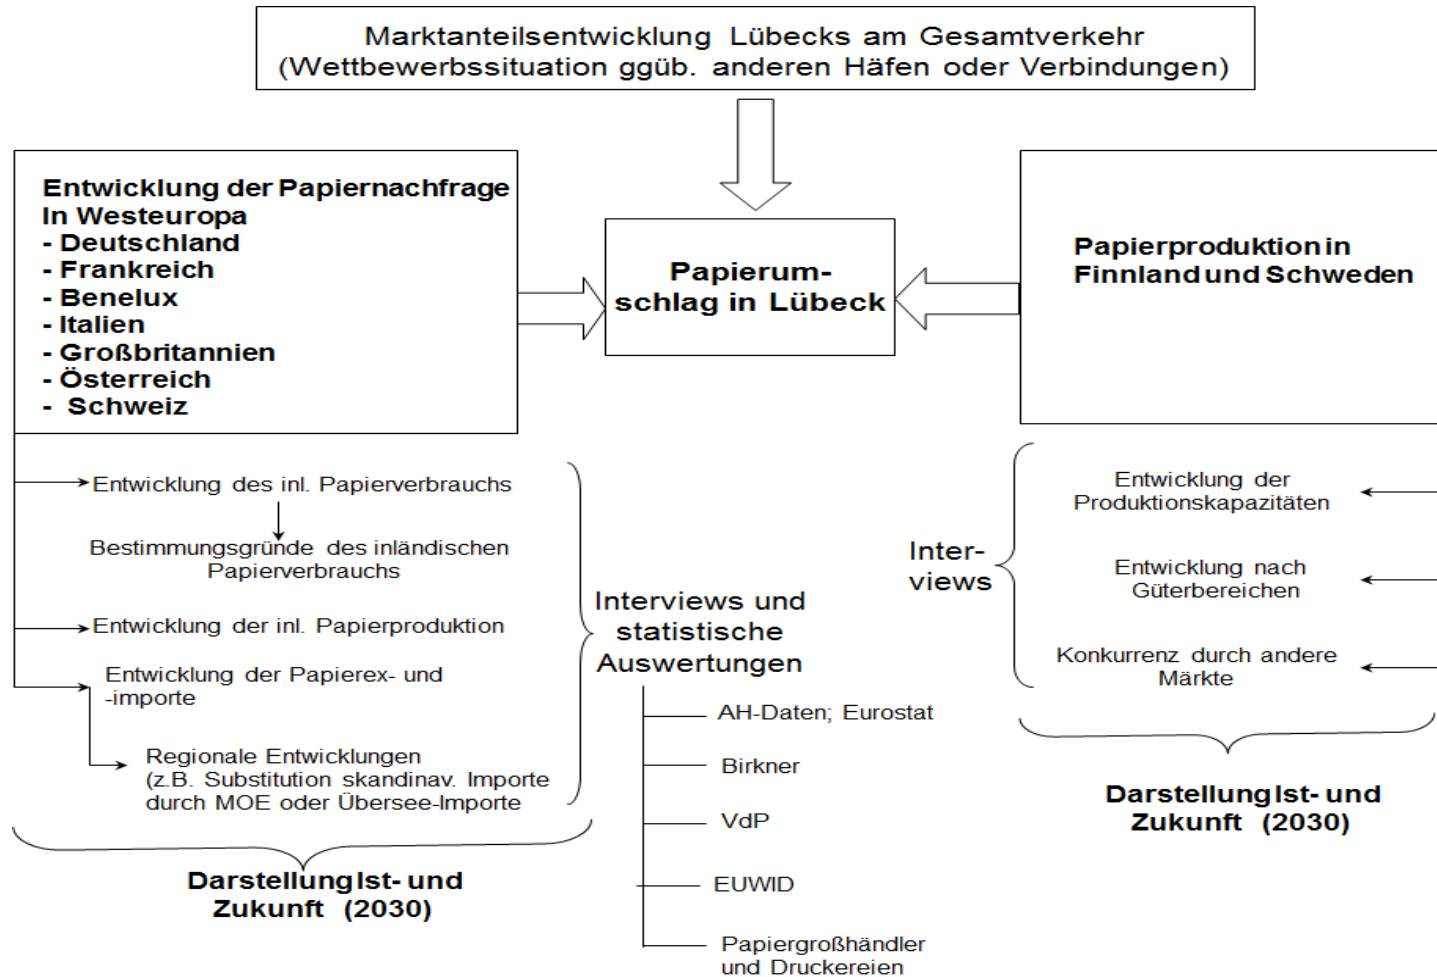 Marktanteilsentwicklung Lübecks am Gesamtverkehr
(Wettbewerbssituation ggüb. anderen Häfen oder Verbindungen)
Entwicklung der Papiernachfrage
In Westeuropa
- Deutschland
- Frankreich
- Benelux
- Italien
- Großbritannien
- Österreich
- Schweiz
Papierum-
schlag in Lübeck
Papierproduktion in
Finnland und Schweden
Entwicklung des inl. Papierverbrauchs
Bestimmungsgründe des inländischen
Papierverbrauchs
Entwicklung der inl. Papierproduktion
Entwicklung der Papierex- und
-importe
Regionale Entwicklungen
(z.B. Substitution skandinav. Importe
durch MOE oder Übersee-Importe
Darstellung Ist- und
Zukunft (2030)
Interviews und
statistische
Auswertungen
AH-Daten; Eurostat
Birkner
VdP
EUWID
Papiergroßhändler
und Druckereien
Inter-
views
Entwicklung der
Produktionskapazitäten
Entwicklung nach
Güterbereichen
Konkurrenz durch andere
Märkte
Darstellung Ist- und
Zukunft (2030)